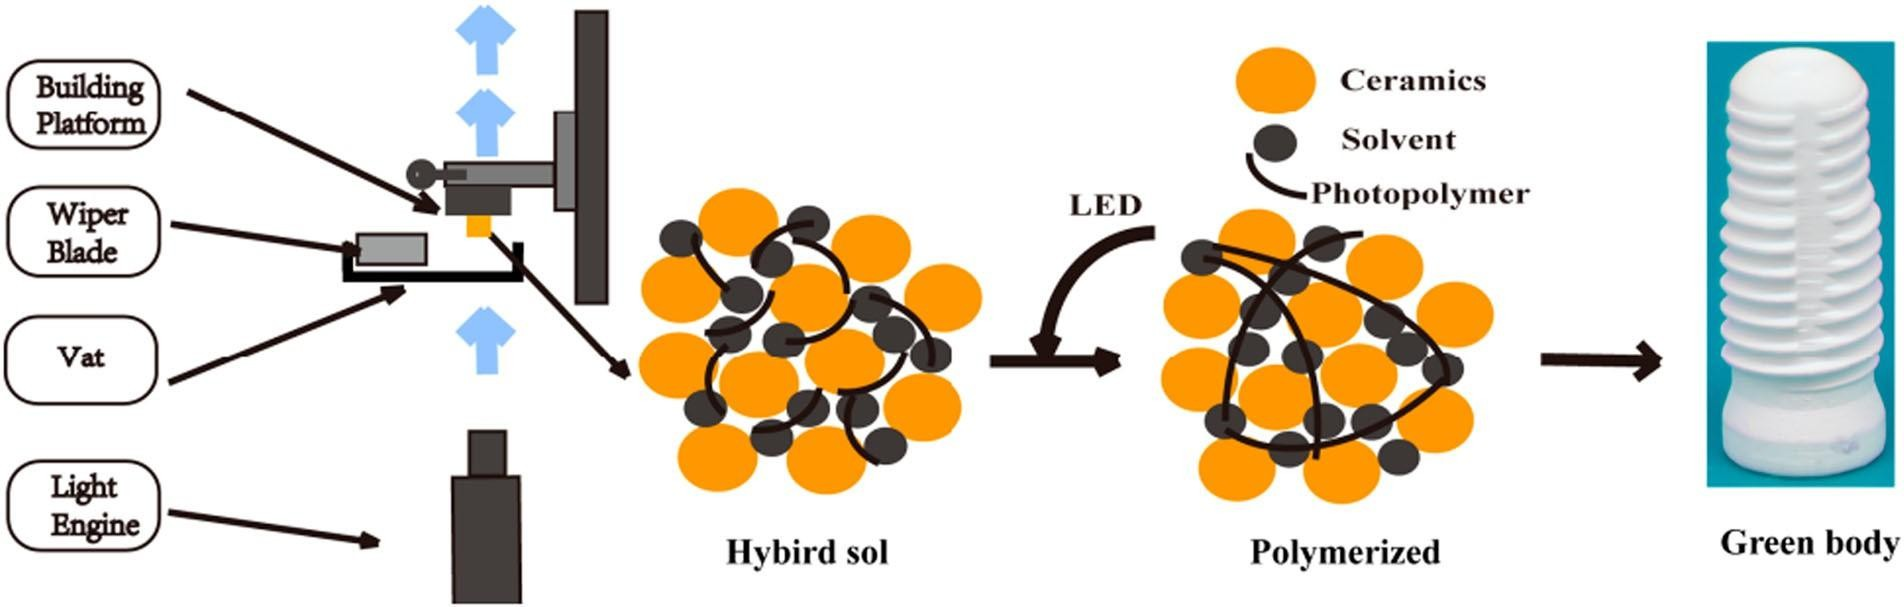 Building
Platform
Wiper
Blade
Vat
Light
Engine
Hybird sol
LED
Ceramics
Solvent
Photopolymer
Polymerized
Green body